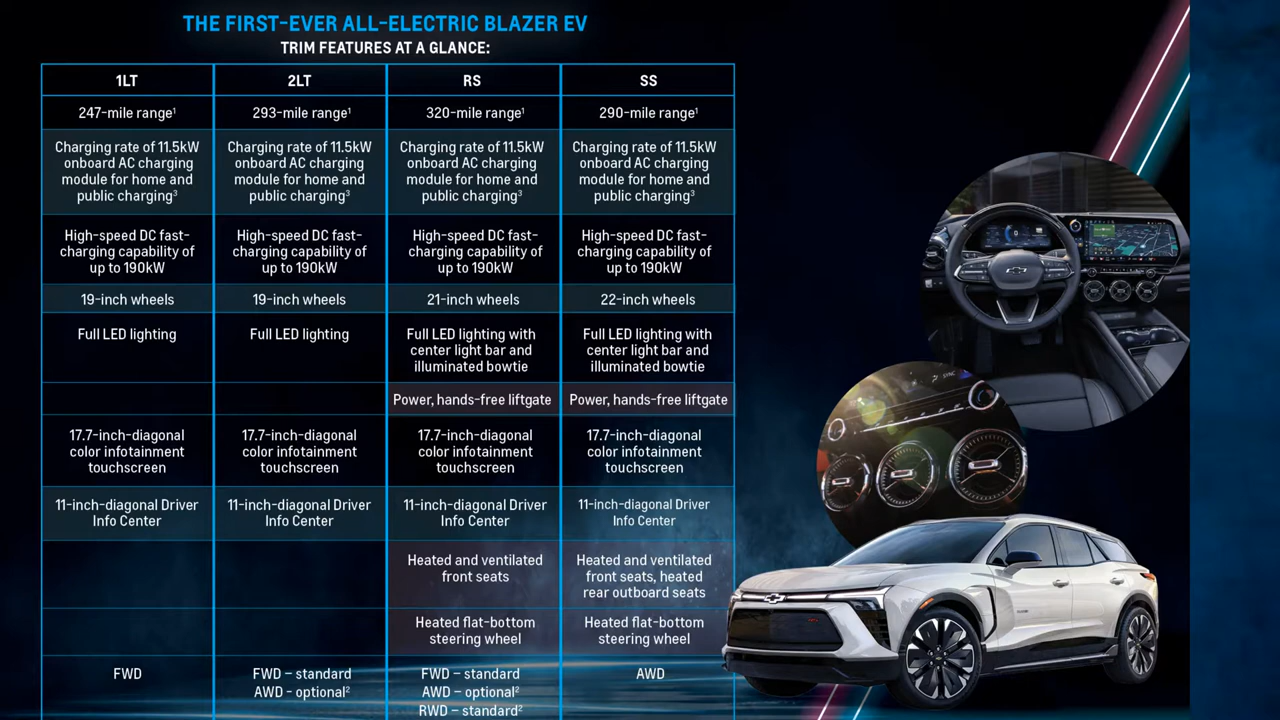 THE FIRST-EVER ALL-ELECTRIC BLAZER EV
TRIM FEATURES AT A GLANCE:
1LT 2LT RS SS
247-mile range¹ 293-mile range¹ 320-mile range¹ 290-mile range¹
Charging rate of 11.5kW Charging rate of 11.5kW Charging rate of 11.5kW Charging rate of 11.5kW
onboard AC charging onboard AC charging onboard AC charging onboard AC charging
module for home and module for home and module for home and module for home and
public charging³ public charging³ public charging³ public charging³
High-speed DC fast- High-speed DC fast- High-speed DC fast- High-speed DC fast-
charging capability of charging capability of charging capability of charging capability of
up to 190kW up to 190kW up to 190kW up to 190kW
19-inch wheels 19-inch wheels 21-inch wheels 22-inch wheels
Full LED lighting Full LED lighting Full LED lighting with Full LED lighting with
center light bar and center light bar and
illuminated bowtie illuminated bowtie
Power, hands-free liftgate Power, hands-free liftgate
17.7-inch-diagonal 17.7-inch-diagonal 17.7-inch-diagonal 17.7-inch-diagonal
color infotainment color infotainment color infotainment color infotainment
touchscreen touchscreen touchscreen touchscreen
11-inch-diagonal Driver 11-inch-diagonal Driver 11-inch-diagonal Driver 11-inch-diagonal Driver
Info Center Info Center Info Center Info Center
Heated and ventilated Heated and ventilated
front seats front seats, heated
rear outboard seats
Heated flat-bottom Heated flat-bottom
steering wheel steering wheel
FWD FWD – standard FWD – standard AWD
AWD - optional² AWD – optional²
RWD – standard²
SYNC